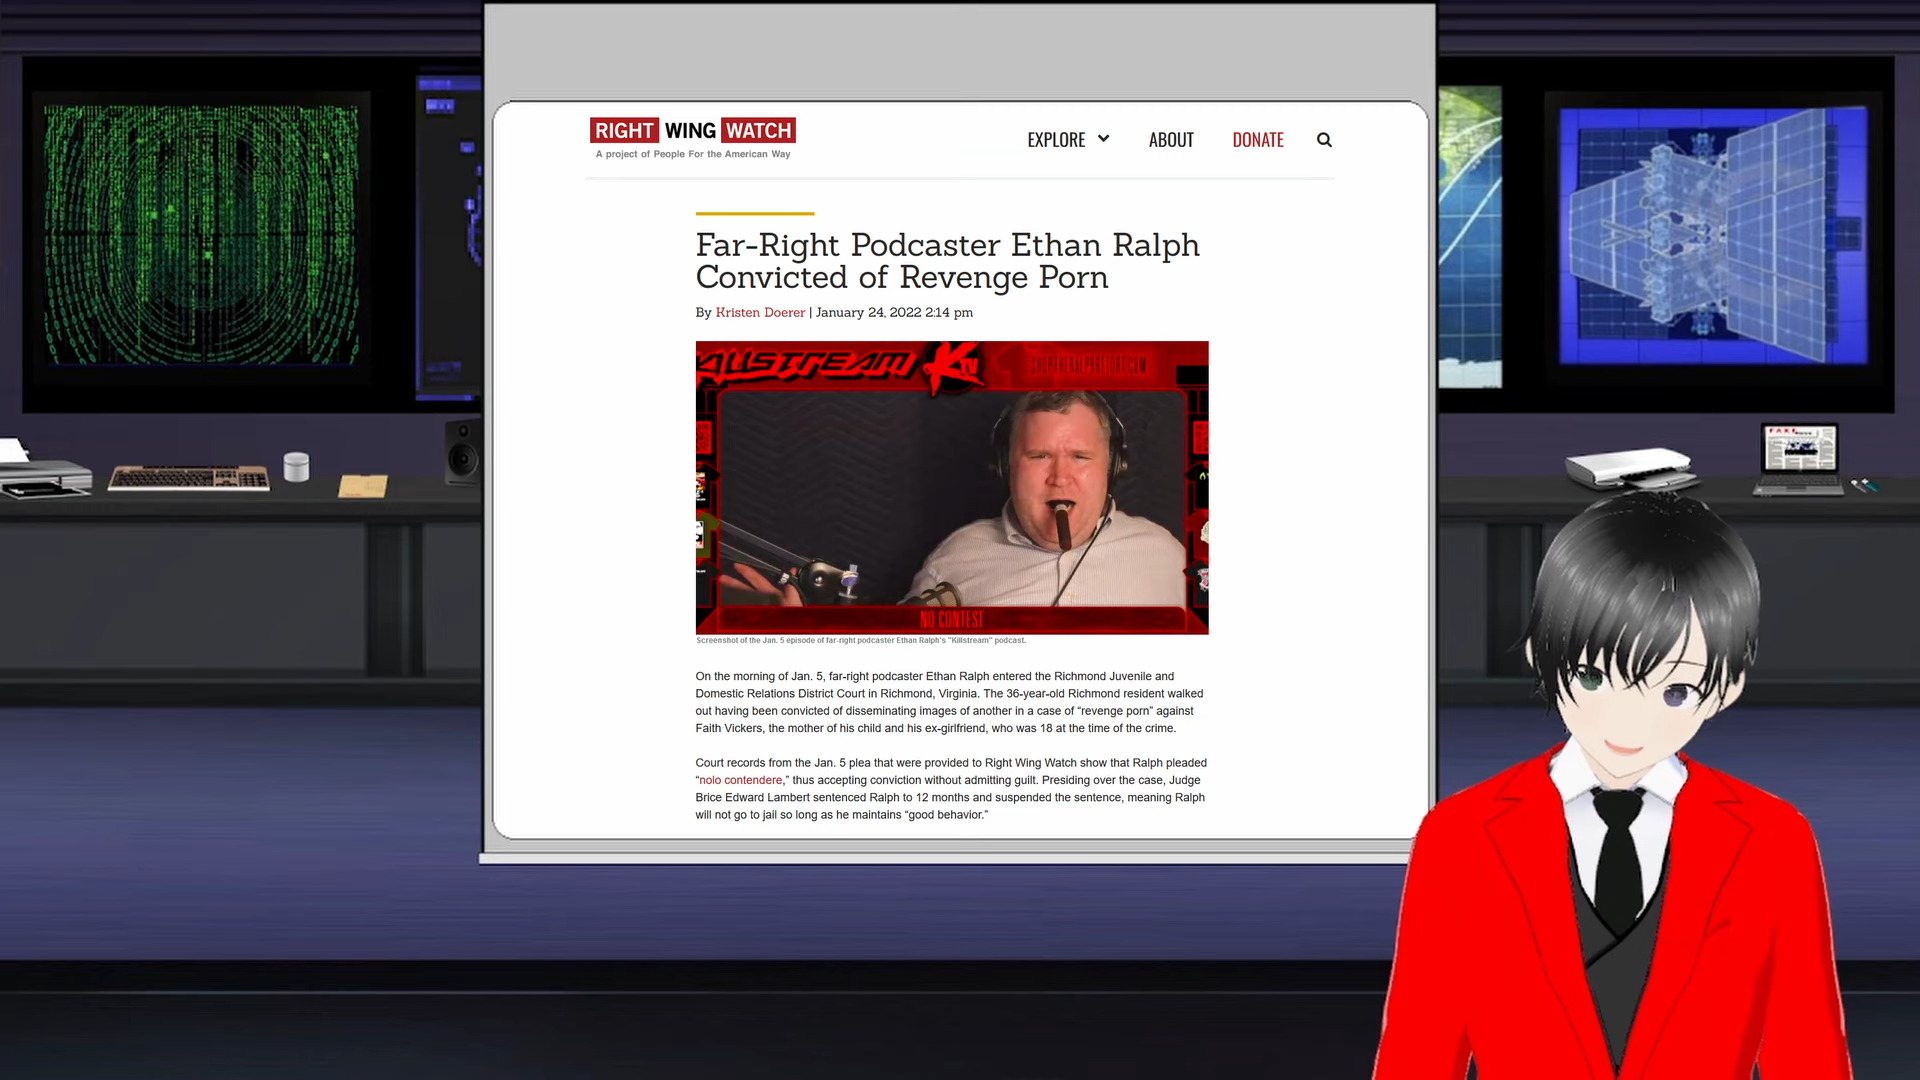 RIGHT WING WATCH
A project of People For the American Way
EXPLORE ABOUT DONATE
Far-Right Podcaster Ethan Ralph
Convicted of Revenge Porn
By Kristen Doerer | January 24, 2022 2:14 pm
KILLSTREAM KTV
NO CONTEST
Screenshot of the Jan. 5 episode of far-right podcaster Ethan Ralph's "Killstream" podcast.
On the morning of Jan. 5, far-right podcaster Ethan Ralph entered the Richmond Juvenile and
Domestic Relations District Court in Richmond, Virginia. The 36-year-old Richmond resident walked
out having been convicted of disseminating images of another in a case of “revenge porn” against
Faith Vickers, the mother of his child and his ex-girlfriend, who was 18 at the time of the crime.
Court records from the Jan. 5 plea that were provided to Right Wing Watch show that Ralph pleaded
“nolo contendere,” thus accepting conviction without admitting guilt. Presiding over the case, Judge
Brice Edward Lambert sentenced Ralph to 12 months and suspended the sentence, meaning Ralph
will not go to jail so long as he maintains “good behavior.”